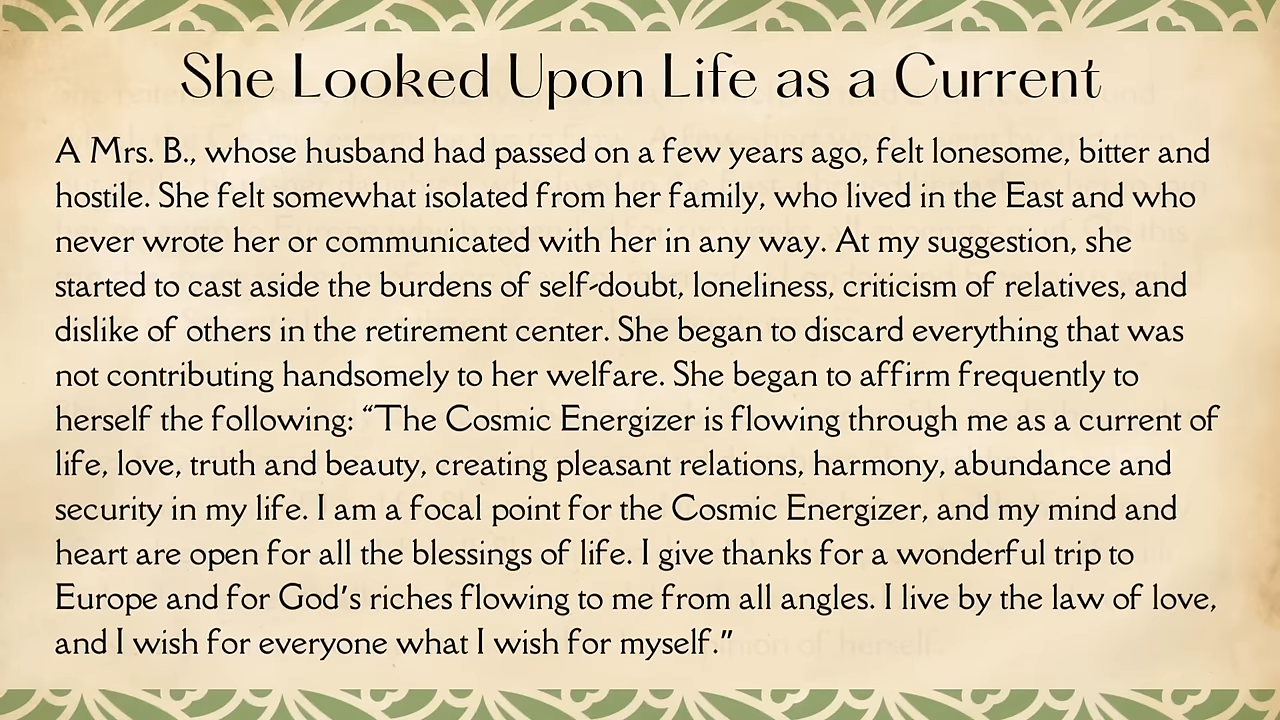 She Looked Upon Life as a Current
A Mrs. B., whose husband had passed on a few years ago, felt lonesome, bitter and
hostile. She felt somewhat isolated from her family, who lived in the East and who
never wrote her or communicated with her in any way. At my suggestion, she
started to cast aside the burdens of self-doubt, loneliness, criticism of relatives, and
dislike of others in the retirement center. She began to discard everything that was
not contributing handsomely to her welfare. She began to affirm frequently to
herself the following: “The Cosmic Energizer is flowing through me as a current of
life, love, truth and beauty, creating pleasant relations, harmony, abundance and
security in my life. I am a focal point for the Cosmic Energizer, and my mind and
heart are open for all the blessings of life. I give thanks for a wonderful trip to
Europe and for God's riches flowing to me from all angles. I live by the law of love,
and I wish for everyone what I wish for myself."